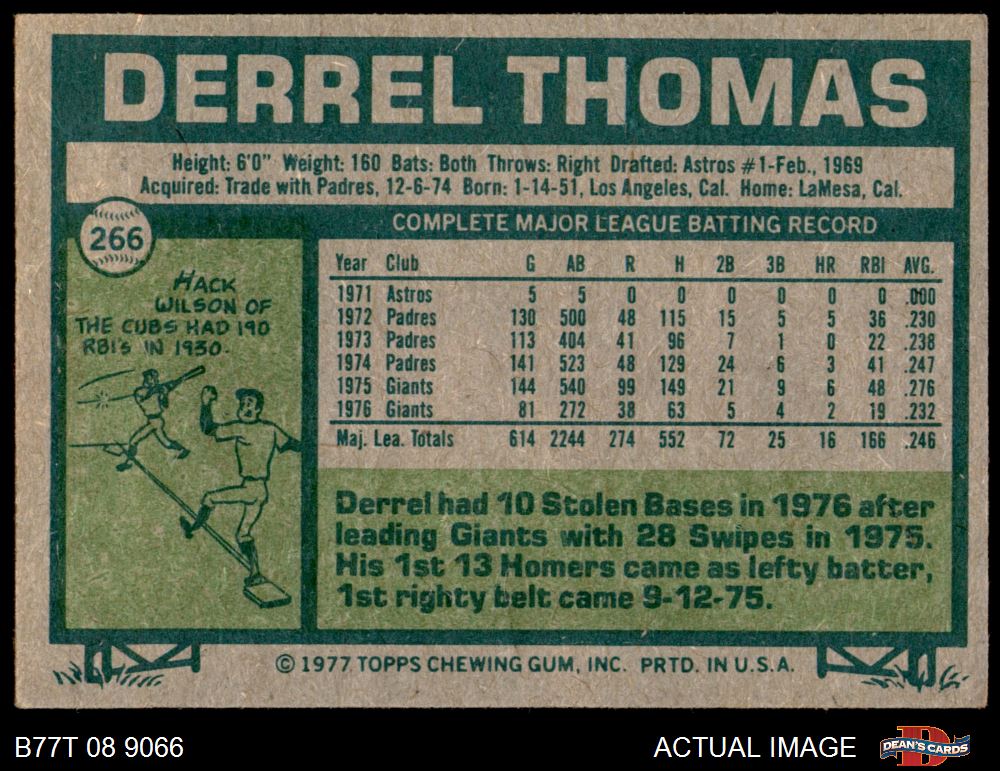 DERREL THOMAS
Height: 6'0" Weight: 160 Bats: Both Throws: Right Drafted: Astros #1-Feb., 1969
Acquired: Trade with Padres, 12-6-74 Born: 1-14-51, Los Angeles, Cal. Home: LaMesa, Cal.
266
HACK
WILSON OF
THE CUBS HAD 190
RBI'S IN 1930.
COMPLETE MAJOR LEAGUE BATTING RECORD
Year Club G AB R H 2B 3B HR RBI AVG.
1971 Astros 5 5 0 0 0 0 0 0 .000
1972 Padres 130 500 48 115 15 5 5 36 .230
1973 Padres 113 404 41 96 7 1 0 22 .238
1974 Padres 141 523 48 129 24 6 3 41 .247
1975 Giants 144 540 99 149 21 9 6 48 .276
1976 Giants 81 272 38 63 5 4 2 19 .232
Maj. Lea. Totals 614 2244 274 552 72 25 16 166 .246
Derrel had 10 Stolen Bases in 1976 after
leading Giants with 28 Swipes in 1975.
His 1st 13 Homers came as lefty batter,
1st righty belt came 9-12-75.
© 1977 TOPPS CHEWING GUM, INC. PRTD. IN U.S.A.
B77T 08 9066
ACTUAL IMAGE
DEAN'S CARDS